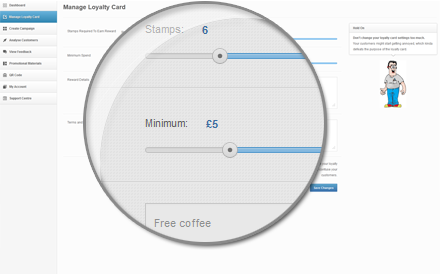 Dashboard
Manage Loyalty Card
Create Campaign
Analyse Customers
View Feedback
Promotional Materials
QR Code
My Account
Support Centre
Manage Loyalty Card
Stamps Required To Earn Reward
Minimum Spend
Reward Details
Terms and
Stamps: 6
Minimum: £5
Free coffee
Save Changes
Don't change your loyalty card settings too much.
Your customers might start getting annoyed which would
defeats the purpose of the loyalty card.
customers.